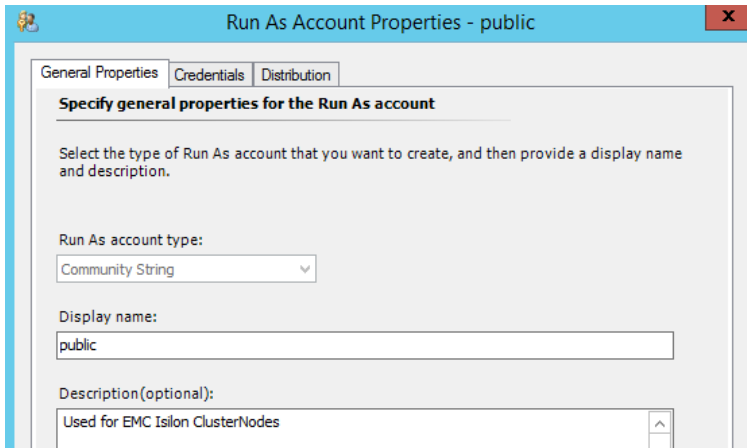 Run As Account Properties - public
x
General Properties Credentials Distribution
Specify general properties for the Run As account
Select the type of Run As account that you want to create, and then provide a display name
and description.
Run As account type:
Community String
Display name:
public
Description(optional):
Used for EMC Isilon ClusterNodes